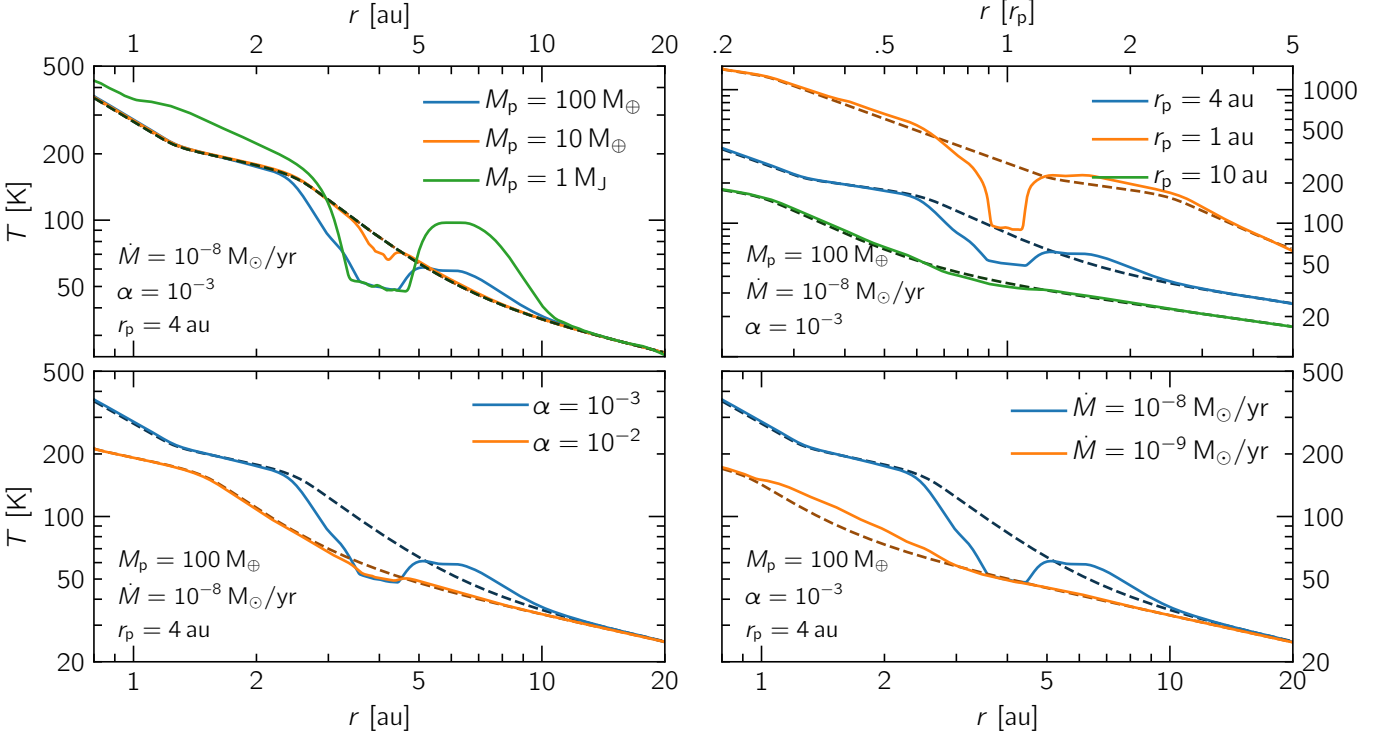 r [au]
1 2 5 10 20
r [rₚ]
.2 .5 1 2 5
500
200
100
50
T [K]
Mₚ = 100 M⊕
Mₚ = 10 M⊕
Mₚ = 1 M_J
Ṁ = 10⁻⁸ M⊙/yr
α = 10⁻³
rₚ = 4 au
rₚ = 4 au
rₚ = 1 au
rₚ = 10 au
Mₚ = 100 M⊕
Ṁ = 10⁻⁸ M⊙/yr
α = 10⁻³
1000
500
200
100
50
20
500
200
100
50
20
T [K]
α = 10⁻³
α = 10⁻²
Mₚ = 100 M⊕
Ṁ = 10⁻⁸ M⊙/yr
rₚ = 4 au
1 2 5 10 20
r [au]
Ṁ = 10⁻⁸ M⊙/yr
Ṁ = 10⁻⁹ M⊙/yr
Mₚ = 100 M⊕
α = 10⁻³
rₚ = 4 au
500
200
100
50
20
1 2 5 10 20
r [au]